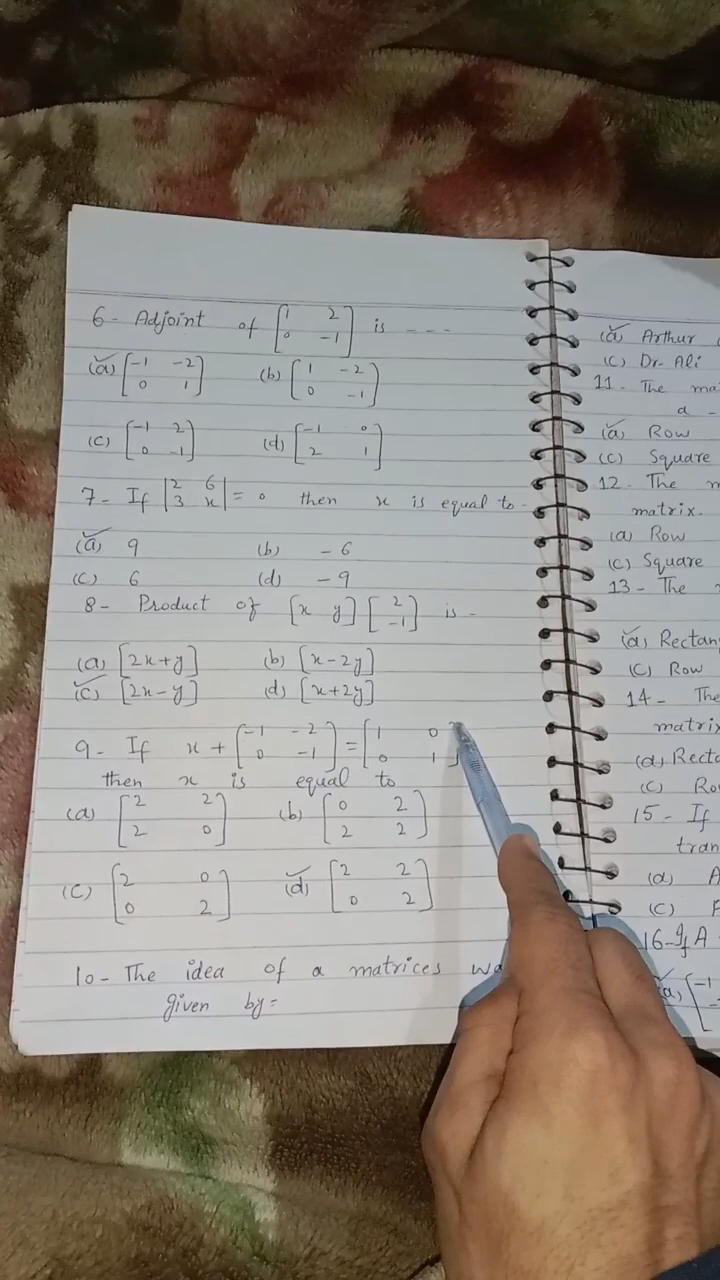 6- Adjoint of [1 2
0 -1] is ----
(a) [-1 -2
0 1] (b) [1 -2
0 -1]
(c) [-1 2
0 -1] (d) [-1 0
2 1]
7- If |2 6
3 x| = 0 then x is equal to-
(a) 9 (b) -6
(c) 6 (d) -9
8- Product of [x y] [2
-1] is -
(a) [2x+y] (b) [x-2y]
(c) [2x-y] (d) [x+2y]
9- If x + [-1 -2
0 -1] = [1 0
0 1]
then x is equal to
(a) [2 2
2 0] (b) [0 2
2 2]
(c) [2 0
0 2] (d) [2 2
0 2]
10- The idea of a matrices
given by=
(a) Arthur
(c) Dr. Ali
11- The
a -
(a) Row
(c) Square
12- The
matrix.
(a) Row
(c) Square
13- The
(a)
(c) Row
14- The
(a)
(c)
15- If
(a) A
(c)
16- If A
(a) [-1